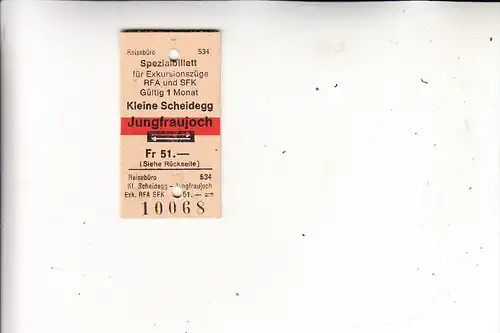 Reisebüro 534
Spezialbillett
für Exkursionszüge
RFA und SFK
Gültig 1 Monat
Kleine Scheidegg
Jungfraujoch
Fr 51.—
(Siehe Rückseite)
Reisebüro 534
Kl. Scheidegg - Jungfraujoch
Exk. RFA SFK 51.—
10068